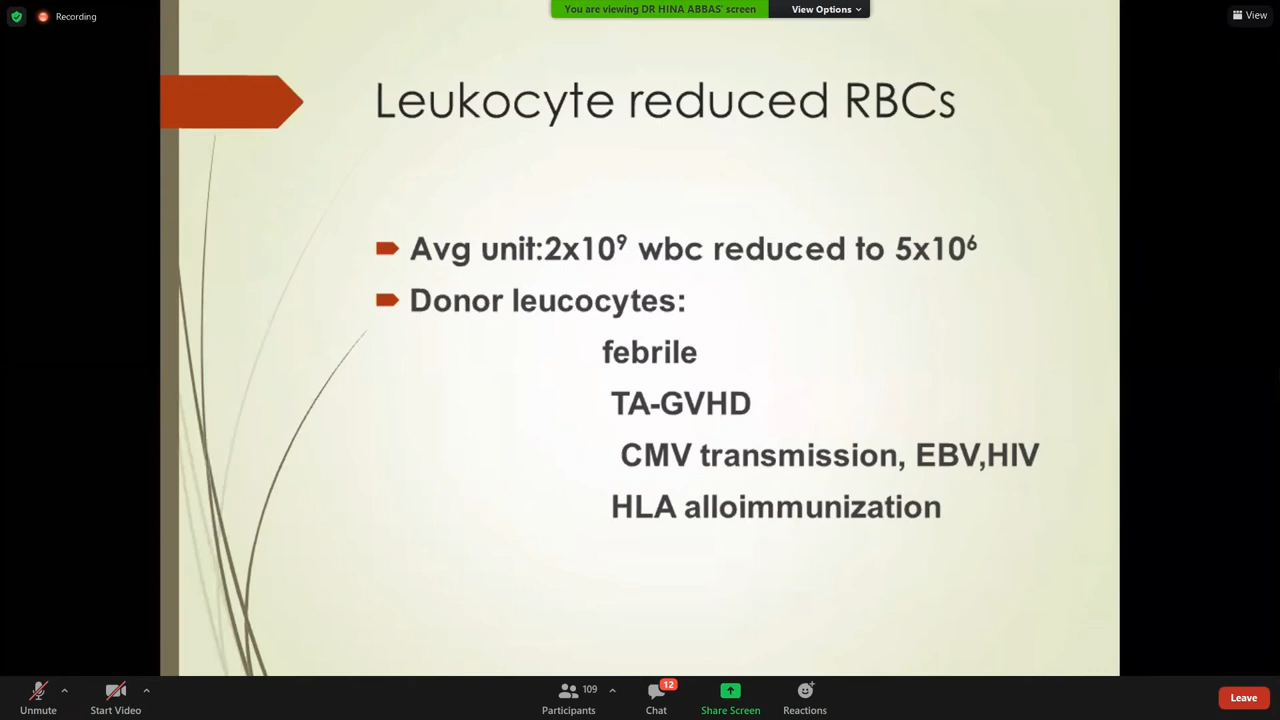 Recording
You are viewing DR HINA ABBAS' screen
View Options
View
Leukocyte reduced RBCs
Avg unit:2x10⁹ wbc reduced to 5x10⁶
Donor leucocytes:
febrile
TA-GVHD
CMV transmission, EBV,HIV
HLA alloimmunization
Unmute
Start Video
109
Participants
12
Chat
Share Screen
Reactions
Leave